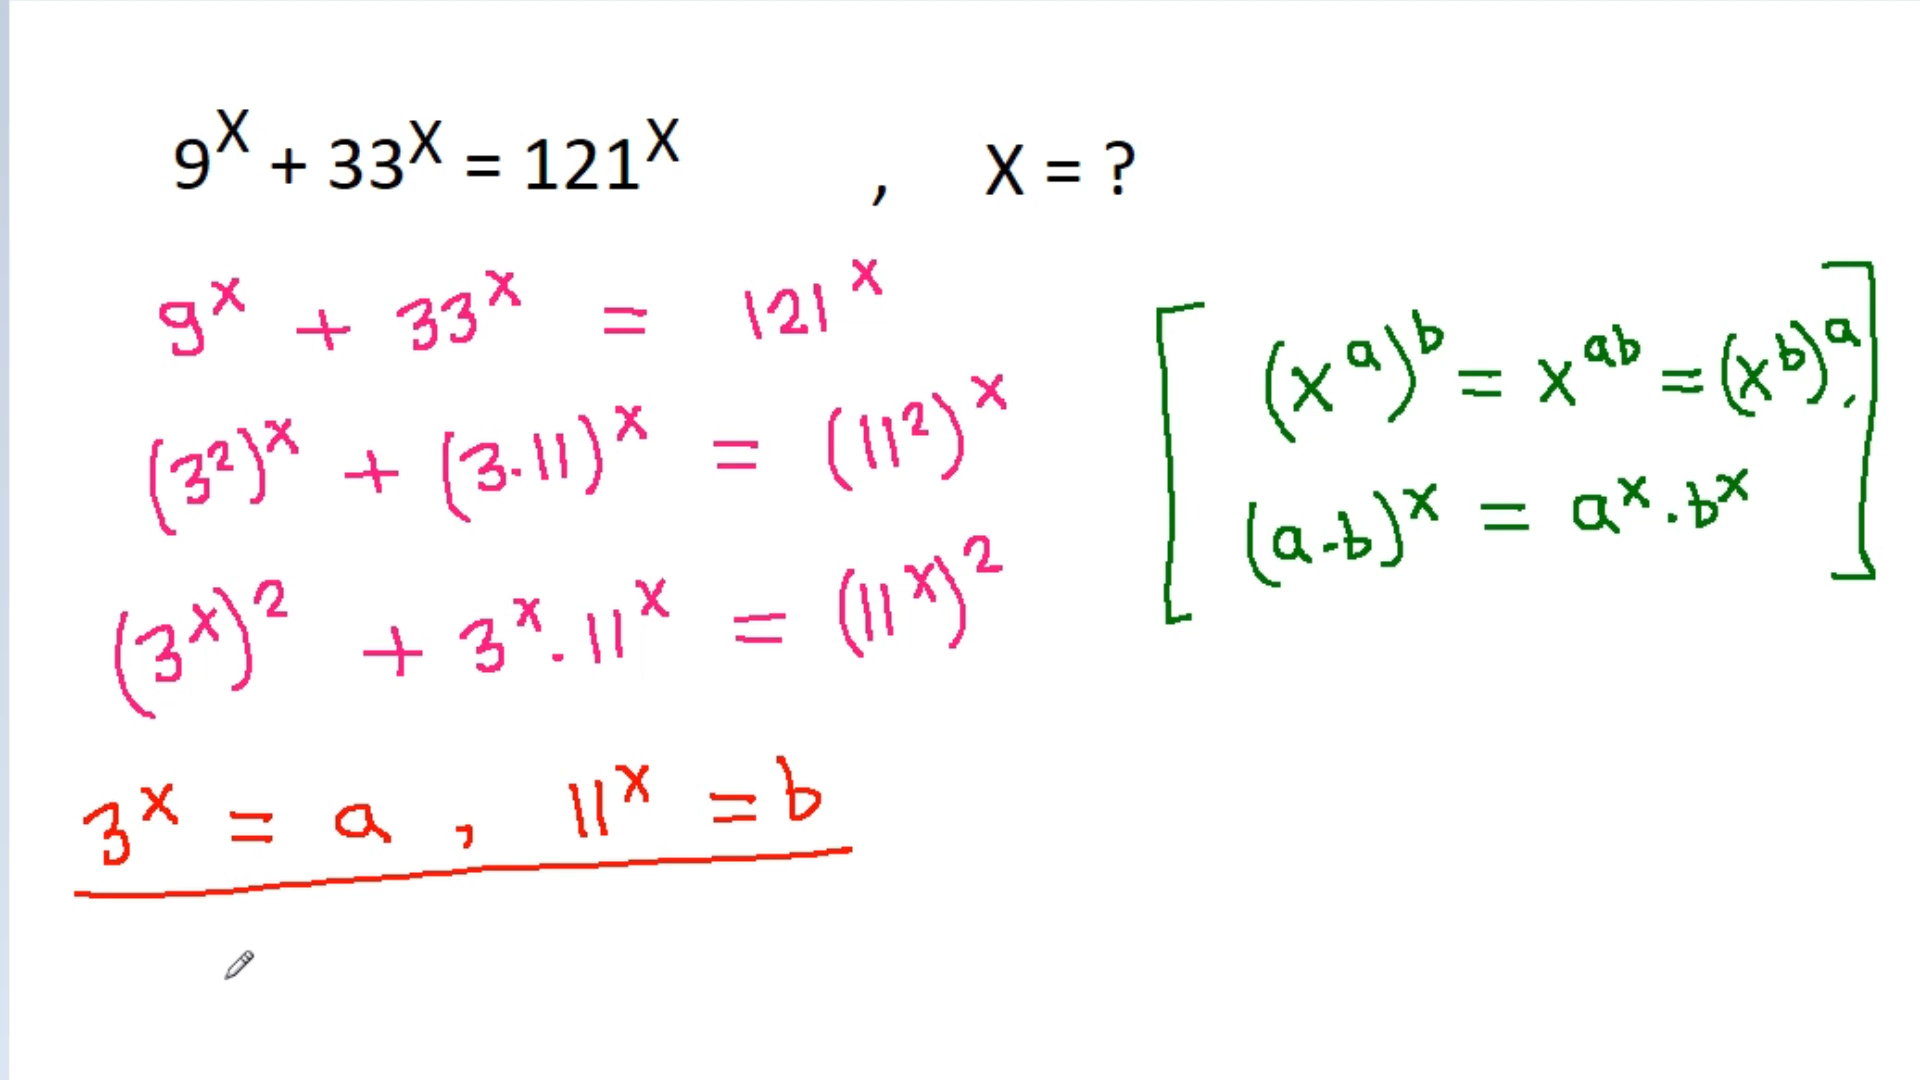 9^X + 33^X = 121^X , X = ?
9^x + 33^x = 121^x
(3^2)^x + (3·11)^x = (11^2)^x
(3^x)^2 + 3^x·11^x = (11^x)^2
3^x = a , 11^x = b
[(x^a)^b = x^ab = (x^b)^a,
(a·b)^x = a^x·b^x]